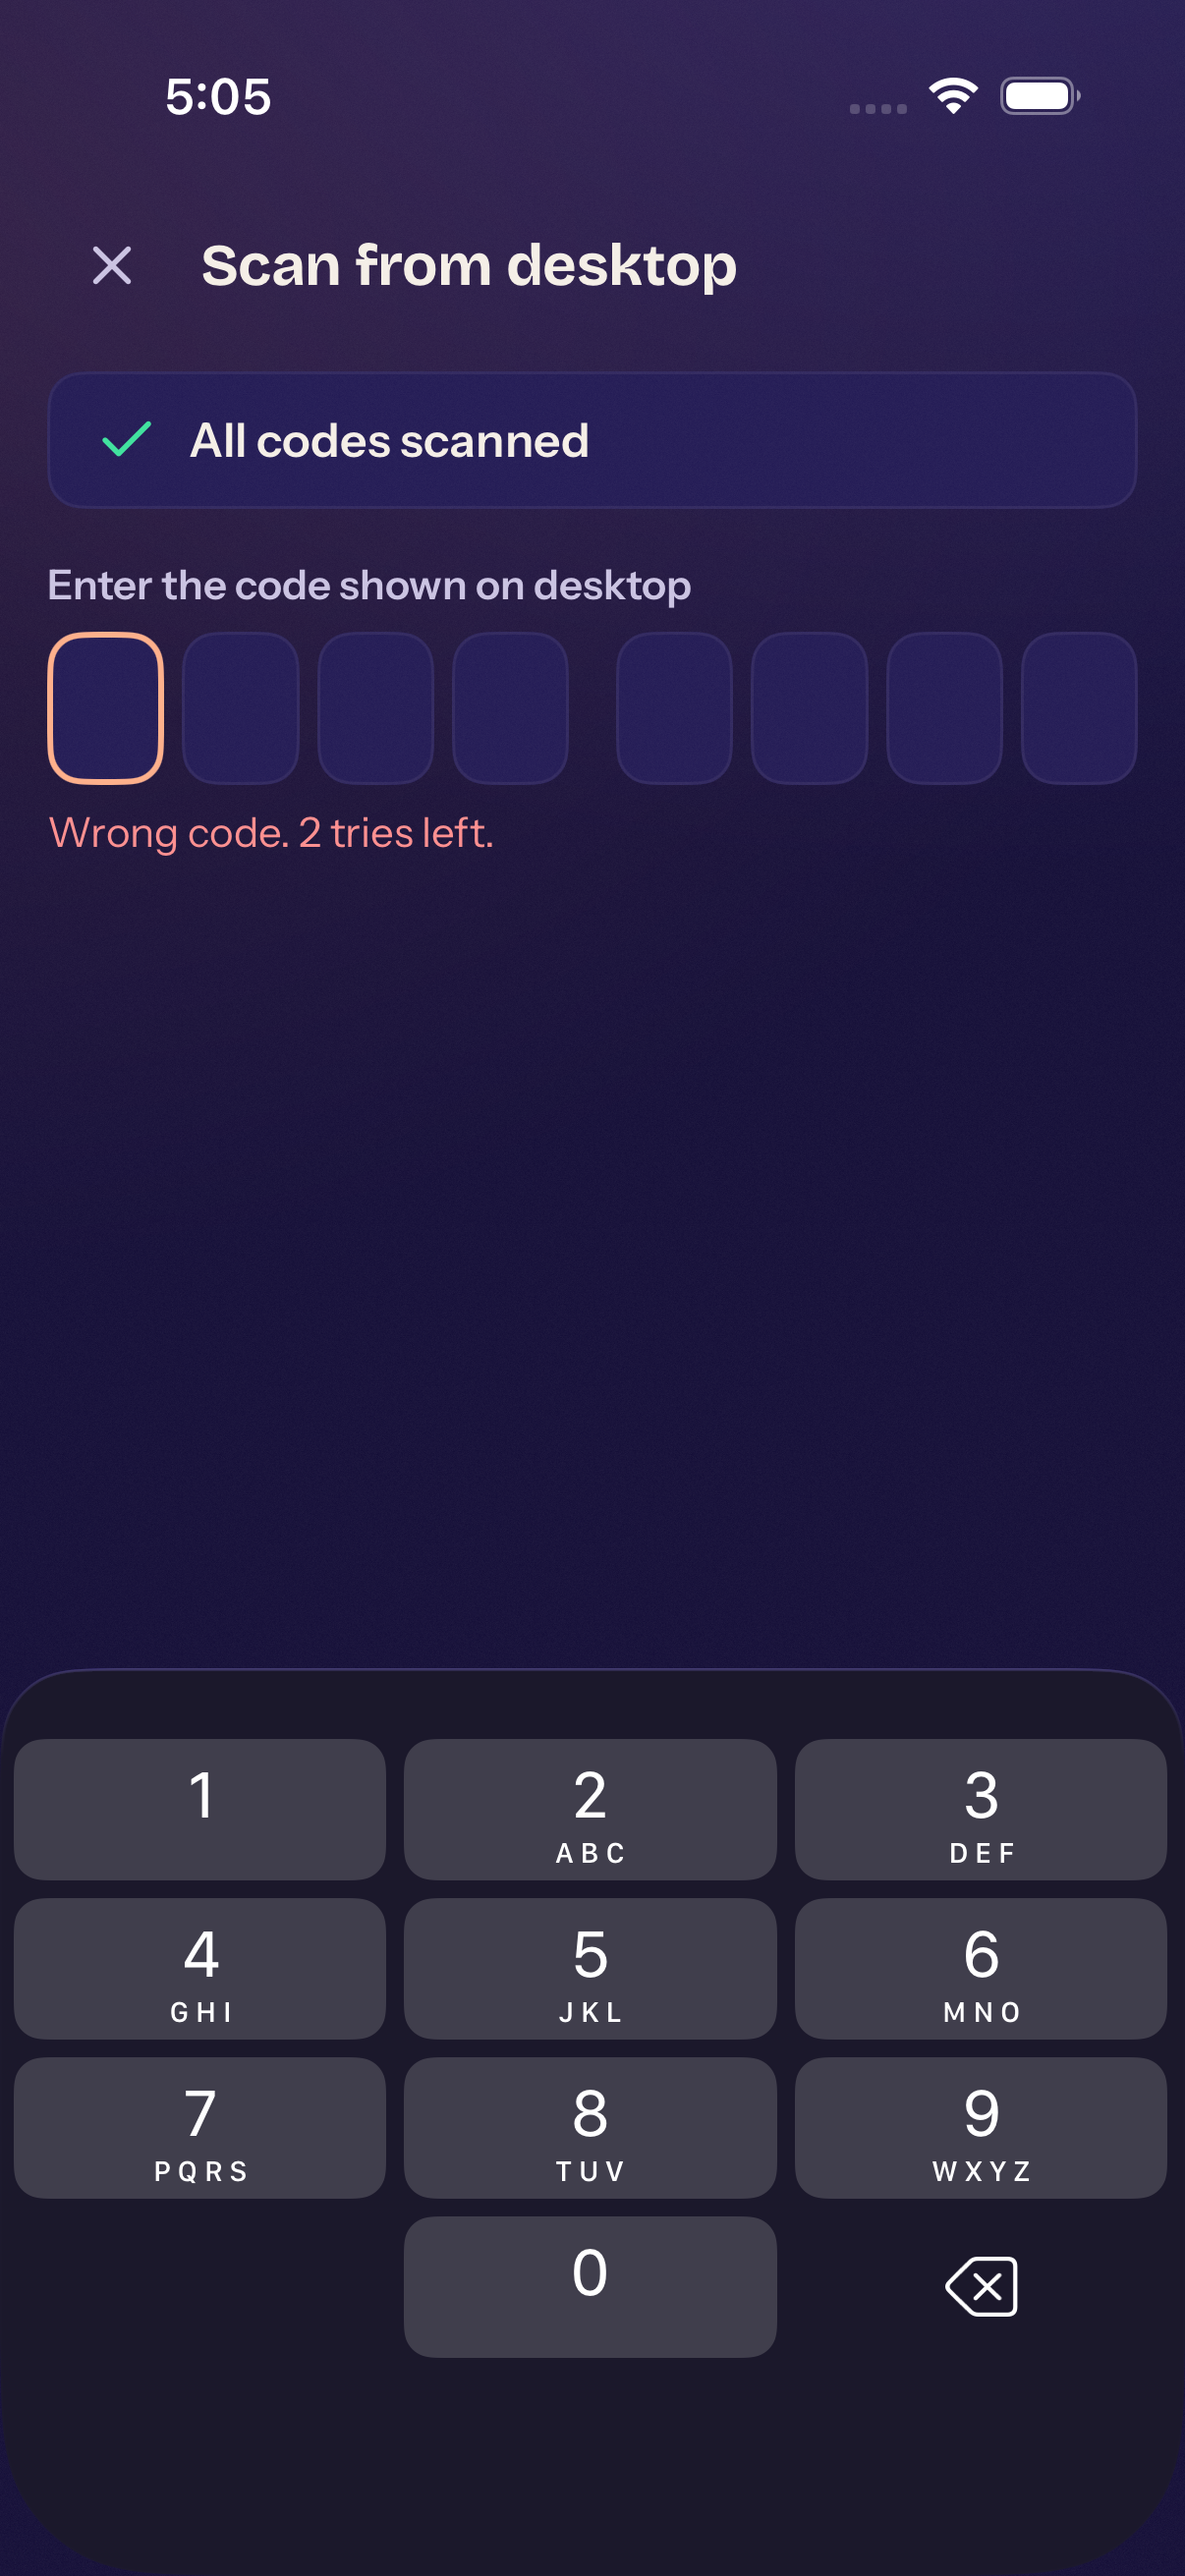 5:05
Scan from desktop
All codes scanned
Enter the code shown on desktop
Wrong code. 2 tries left.
1
2
ABC
3
DEF
4
GHI
5
JKL
6
MNO
7
PQRS
8
TUV
9
WXYZ
0